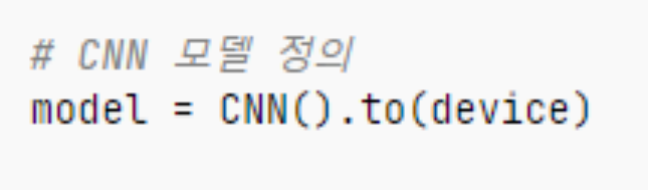 # CNN 모델 정의
model = CNN().to(device)